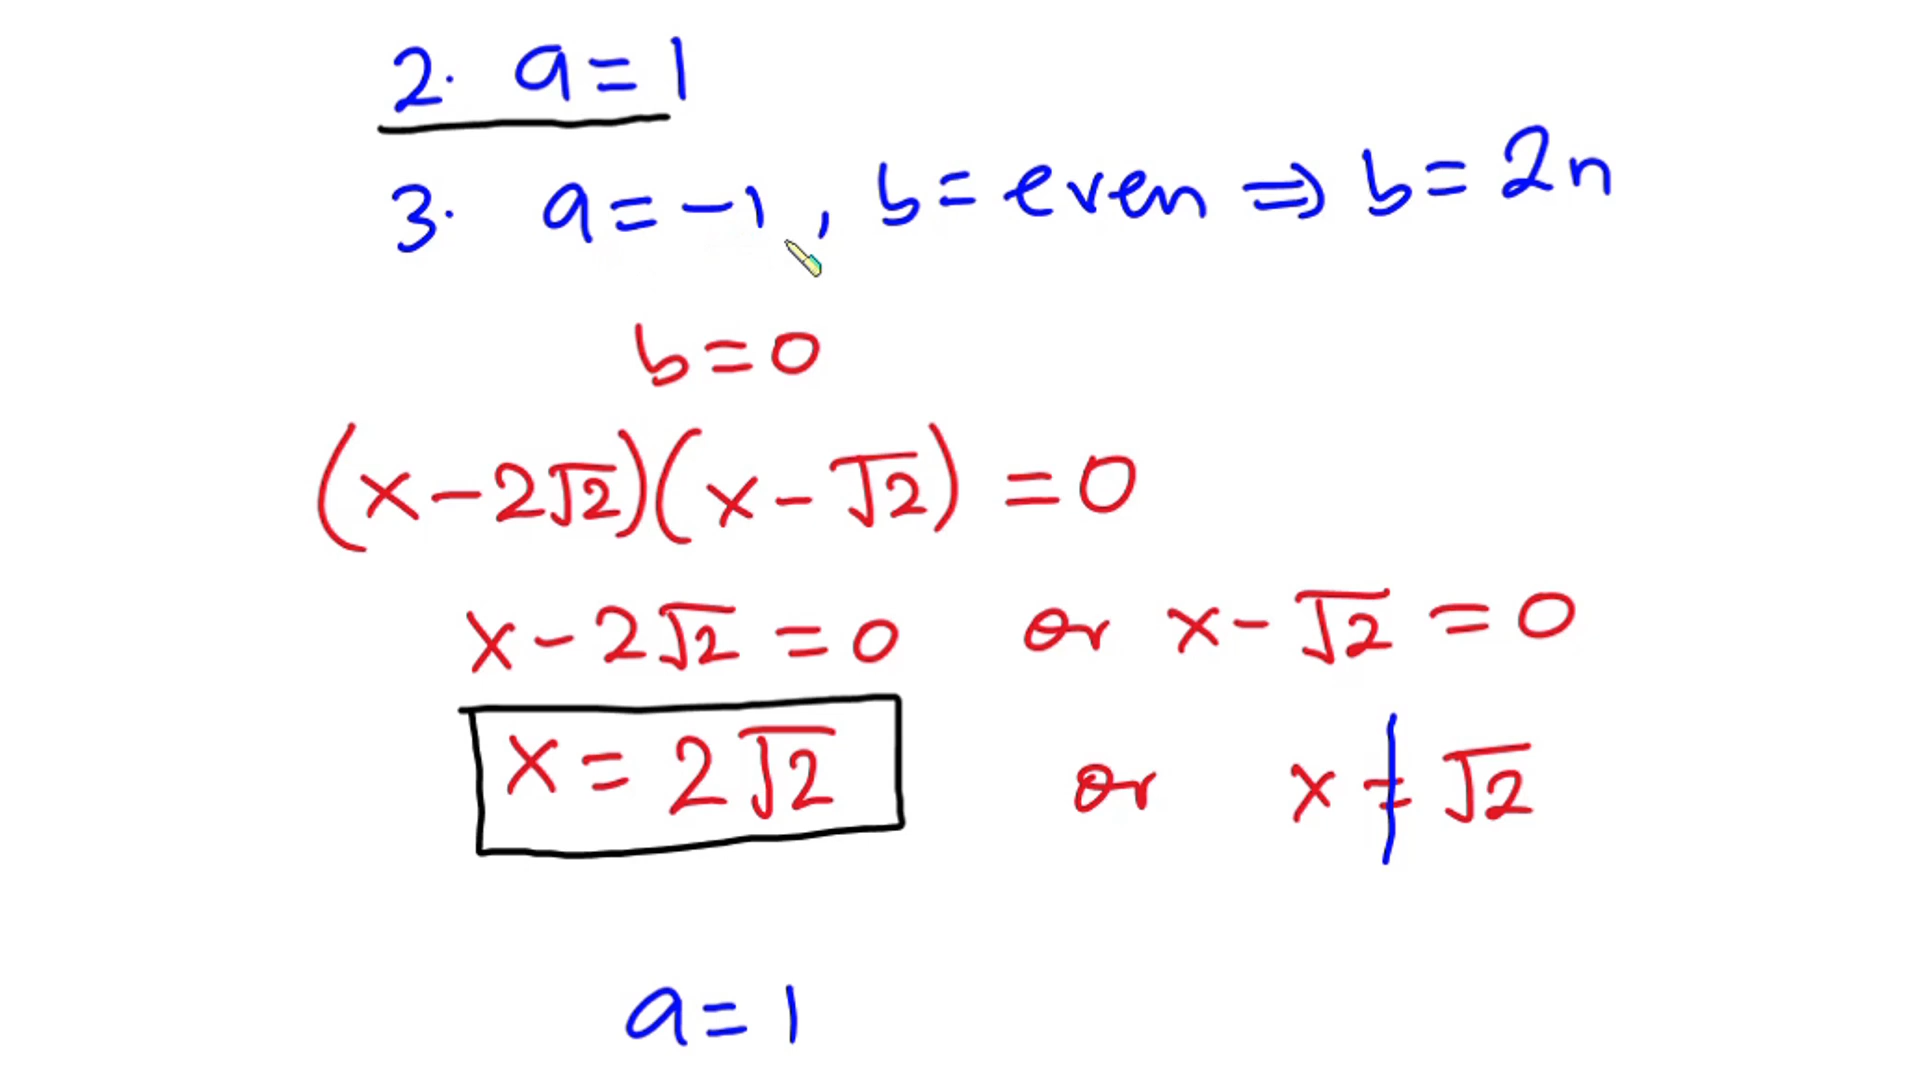 2. a = 1
3. a = -1, b = even ⇒ b = 2n
b = 0
(x - 2√2)(x - √2) = 0
x - 2√2 = 0 or x - √2 = 0
x = 2√2 or x ≠ √2
a = 1